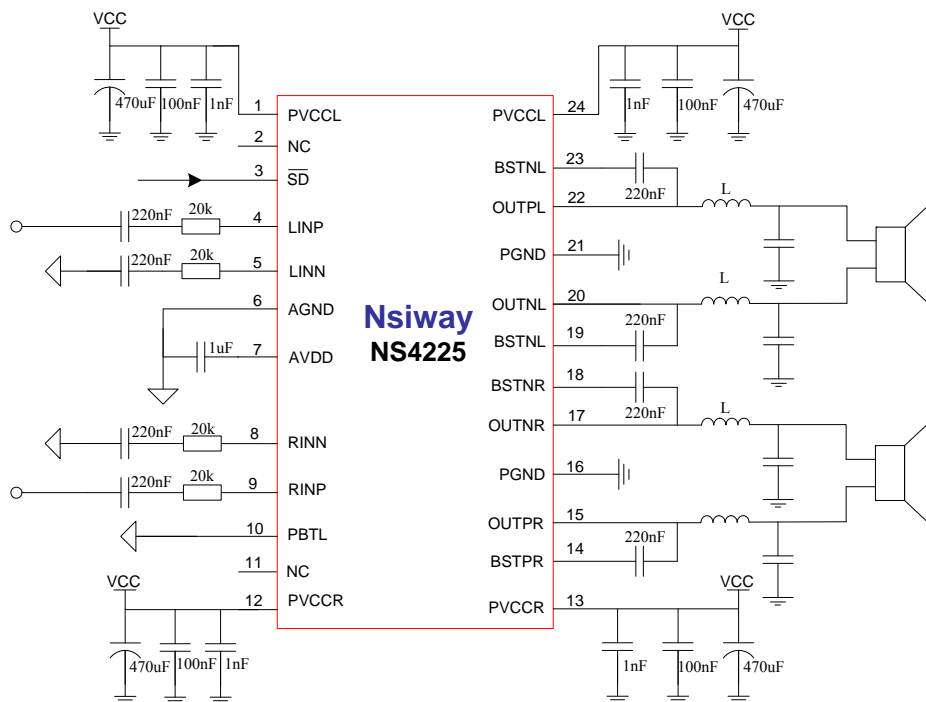 VCC
470uF
100nF
1nF
1
PVCCL
2
NC
3
SD
220nF
20k
4
LINP
220nF
20k
5
LINN
6
AGND
1uF
7
AVDD
220nF
20k
8
RINN
220nF
20k
9
RINP
10
PBTL
11
NC
VCC
12
PVCCR
470uF
100nF
1nF
Nsiway
NS4225
VCC
24
PVCCL
1nF
100nF
470uF
23
BSTNL
220nF
22
OUTPL
L
21
PGND
20
OUTNL
L
19
BSTNL
220nF
18
BSTNR
220nF
17
OUTNR
L
16
PGND
15
OUTPR
220nF
14
BSTPR
VCC
13
PVCCR
1nF
100nF
470uF